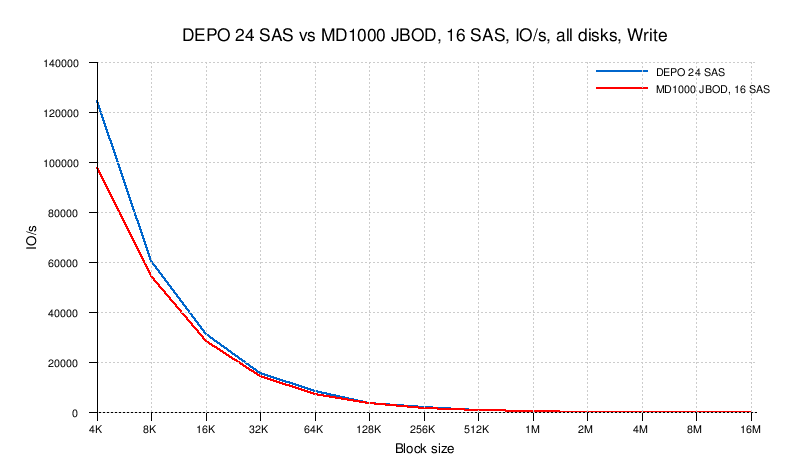 DEPO 24 SAS vs MD1000 JBOD, 16 SAS, IO/s, all disks, Write
DEPO 24 SAS
MD1000 JBOD, 16 SAS
IO/s
140000
120000
100000
80000
60000
40000
20000
0
4K 8K 16K 32K 64K 128K 256K 512K 1M 2M 4M 8M 16M
Block size